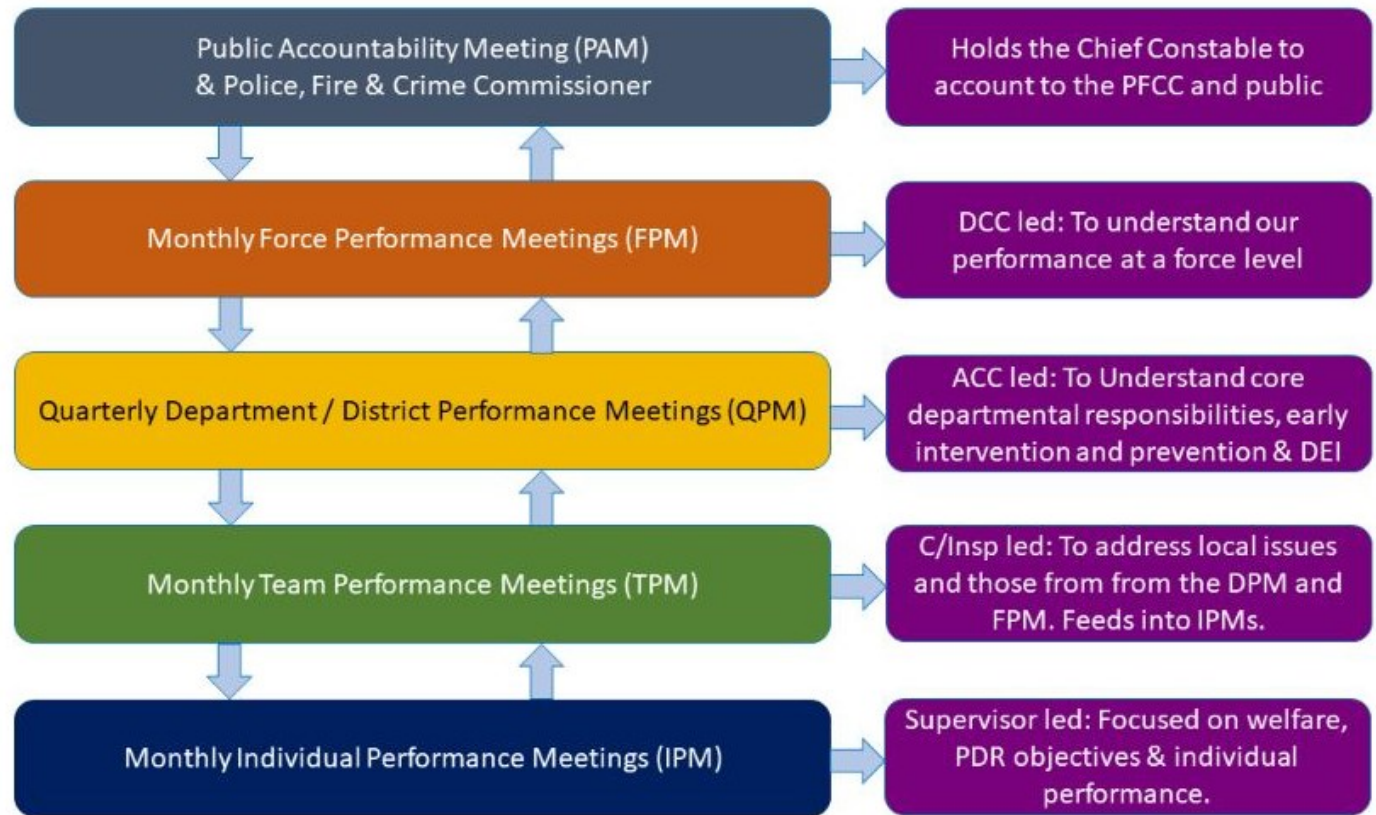 Public Accountability Meeting (PAM)
& Police, Fire & Crime Commissioner
Holds the Chief Constable to
account to the PFCC and public
Monthly Force Performance Meetings (FPM)
DCC led: To understand our
performance at a force level
Quarterly Department / District Performance Meetings (QPM)
ACC led: To Understand core
departmental responsibilities, early
intervention and prevention & DEI
Monthly Team Performance Meetings (TPM)
C/Insp led: To address local issues
and those from from the DPM and
FPM. Feeds into IPMs.
Monthly Individual Performance Meetings (IPM)
Supervisor led: Focused on welfare,
PDR objectives & individual
performance.